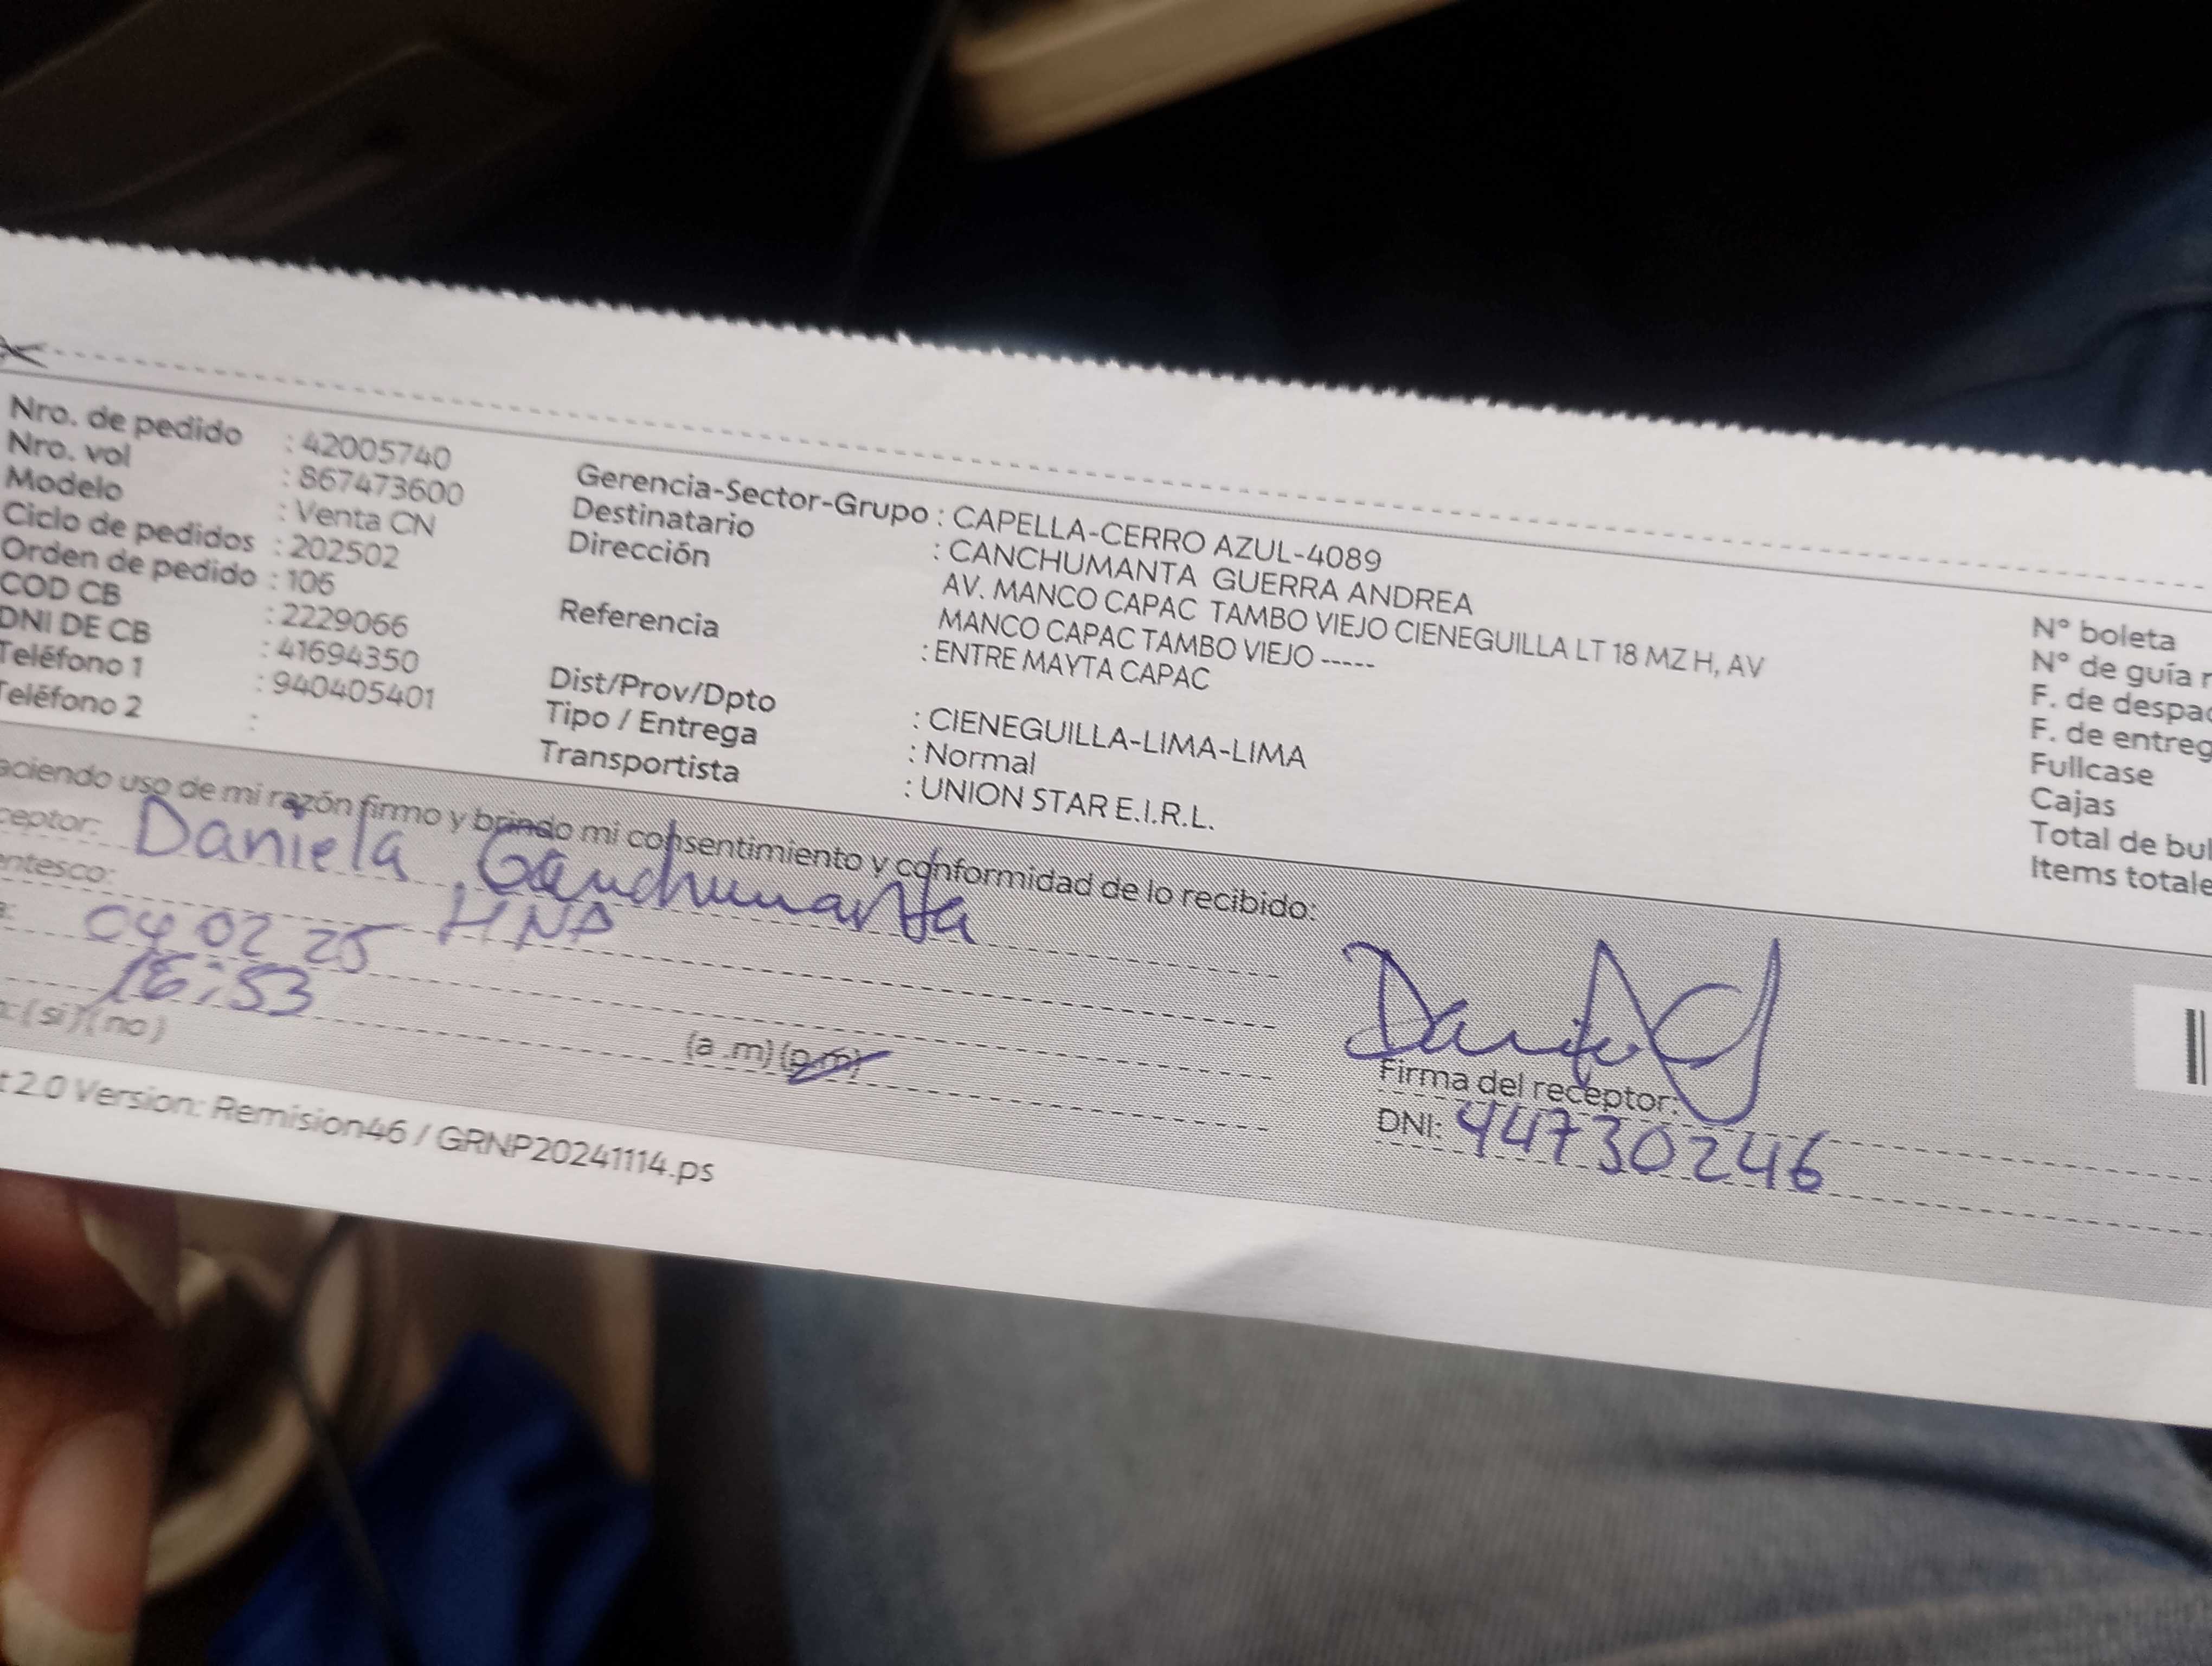 Nro. de pedido : 42005740
Nro. vol : 867473600
Modelo : Venta CN
Ciclo de pedidos : 202502
Orden de pedido : 106
COD CB : 2229066
DNI DE CB : 41694350
Teléfono 1 : 940405401
Teléfono 2 :
Gerencia-Sector-Grupo : CAPELLA-CERRO AZUL-4089
Destinatario : CANCHUMANTA GUERRA ANDREA
Dirección AV. MANCO CAPAC TAMBO VIEJO CIENEGUILLA LT 18 MZ H, AV
MANCO CAPAC TAMBO VIEJO -----
Referencia : ENTRE MAYTA CAPAC
Dist/Prov/Dpto : CIENEGUILLA-LIMA-LIMA
Tipo / Entrega : Normal
Transportista : UNION STAR E.I.R.L.
N° boleta
N° de guía r
F. de despac
F. de entreg
Fullcase
Cajas
Total de bul
Items totale
aciendo uso de mi razón firmo y brindo mi consentimiento y conformidad de lo recibido:
ceptor: Daniela Canchumanta
entesco: HNA
a: 04 02 25
16:53 (a .m) (p.m)
n: (si) (no)
Firma del receptor:
DNI: 44730246
t 2.0 Version: Remision46 / GRNP20241114.ps